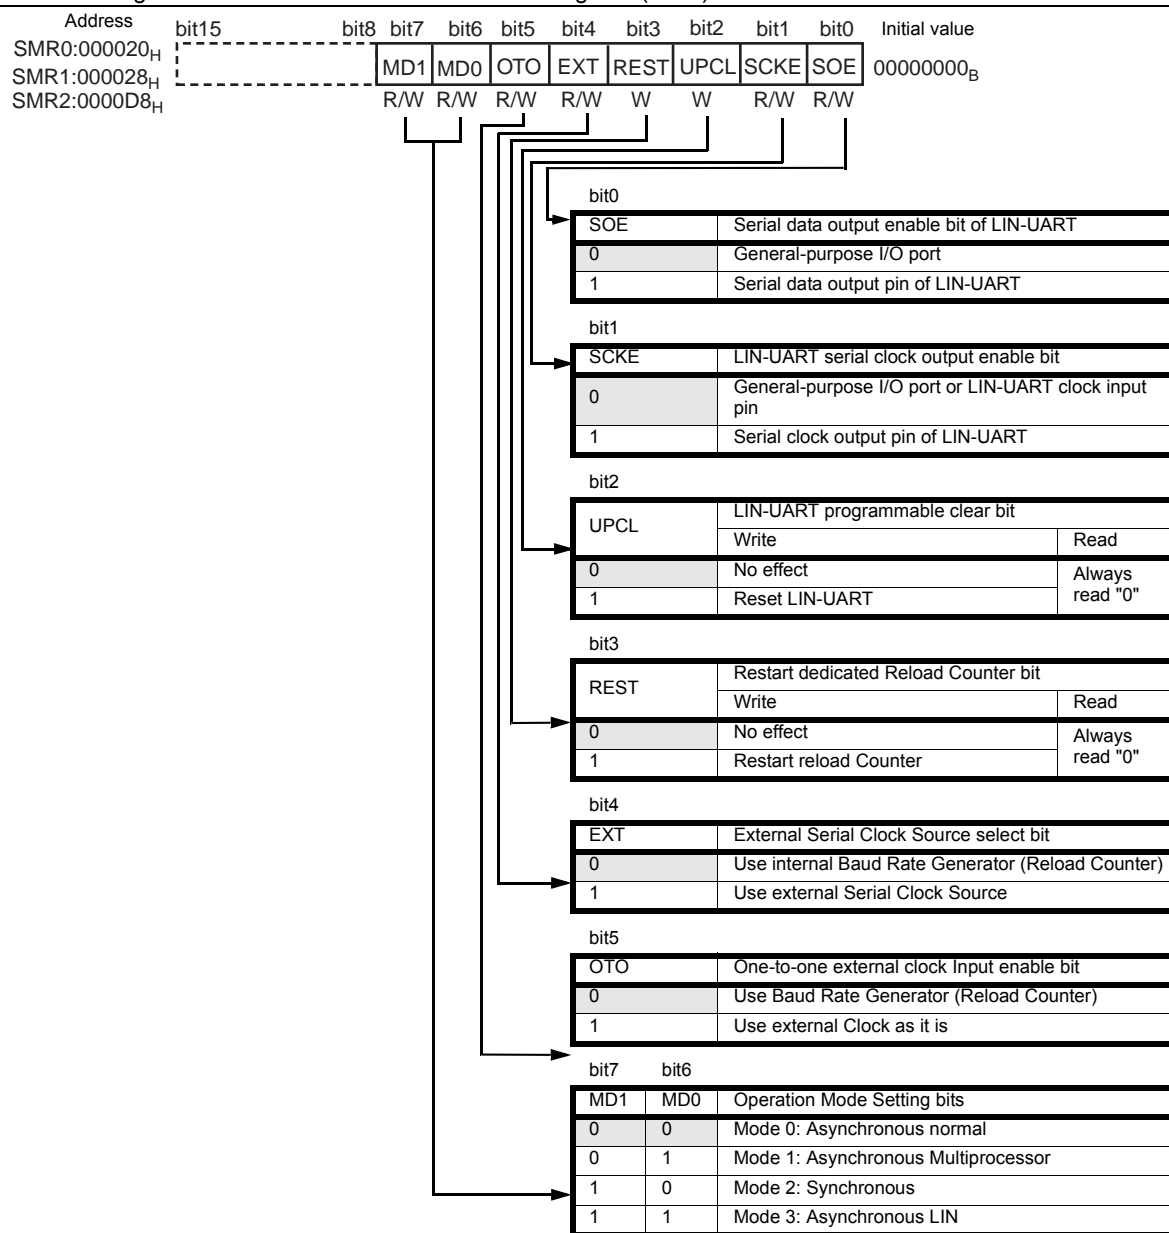 Address bit15 bit8 bit7 bit6 bit5 bit4 bit3 bit2 bit1 bit0 Initial value
SMR0:000020H
SMR1:000028H MD1 MD0 OTO EXT REST UPCL SCKE SOE 00000000B
SMR2:0000D8H R/W R/W R/W R/W W W R/W R/W
bit0
SOE Serial data output enable bit of LIN-UART
0 General-purpose I/O port
1 Serial data output pin of LIN-UART
bit1
SCKE LIN-UART serial clock output enable bit
0 General-purpose I/O port or LIN-UART clock input
pin
1 Serial clock output pin of LIN-UART
bit2
UPCL LIN-UART programmable clear bit
Write Read
0 No effect Always
1 Reset LIN-UART read "0"
bit3
REST Restart dedicated Reload Counter bit
Write Read
0 No effect Always
1 Restart reload Counter read "0"
bit4
EXT External Serial Clock Source select bit
0 Use internal Baud Rate Generator (Reload Counter)
1 Use external Serial Clock Source
bit5
OTO One-to-one external clock Input enable bit
0 Use Baud Rate Generator (Reload Counter)
1 Use external Clock as it is
bit7 bit6
MD1 MD0 Operation Mode Setting bits
0 0 Mode 0: Asynchronous normal
0 1 Mode 1: Asynchronous Multiprocessor
1 0 Mode 2: Synchronous
1 1 Mode 3: Asynchronous LIN